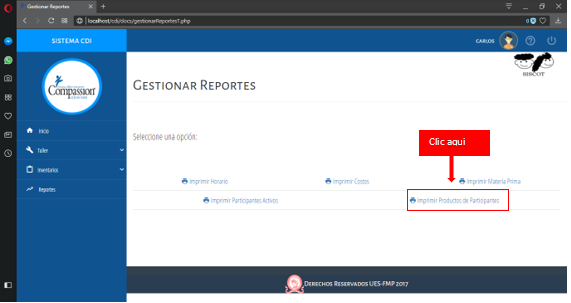 Gestionar Reportes
localhost/cdi/docs/gestionarReportes1.php
SISTEMA CDI
CARLOS
Compassion
BISCOT
GESTIONAR REPORTES
Inicio
Taller
Inventarios
Reportes
Seleccione una opción:
Clic aqui
Imprimir Horario
Imprimir Costos
Imprimir Materia Prima
Imprimir Participantes Activos
Imprimir Productos de Participantes
DERECHOS RESERVADOS UES-FMP 2017